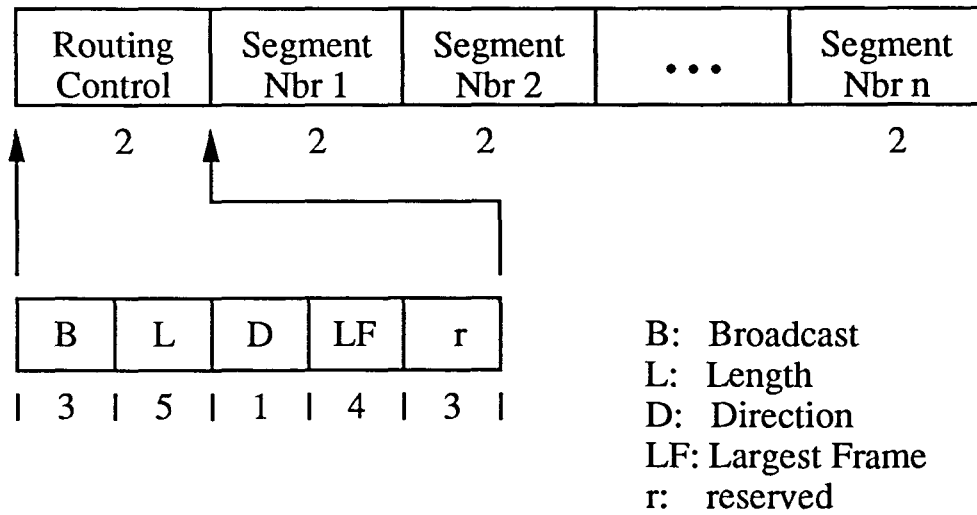 Routing Control Segment Nbr 1 Segment Nbr 2 ••• Segment Nbr n
2 2 2 2
B L D LF r
| 3 | 5 | 1 | 4 | 3 |
B: Broadcast
L: Length
D: Direction
LF: Largest Frame
r: reserved